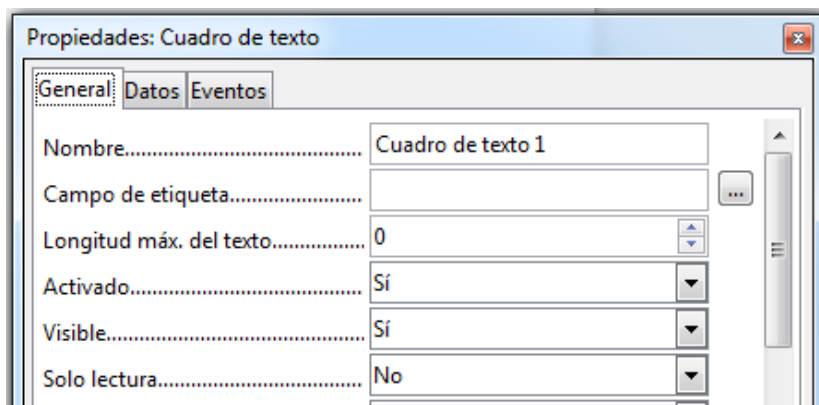 Propiedades: Cuadro de texto
General Datos Eventos
Nombre........................................... Cuadro de texto 1
Campo de etiqueta........................ ...
Longitud máx. del texto................. 0
Activado.......................................... Sí
Visible.............................................. Sí
Solo lectura..................................... No